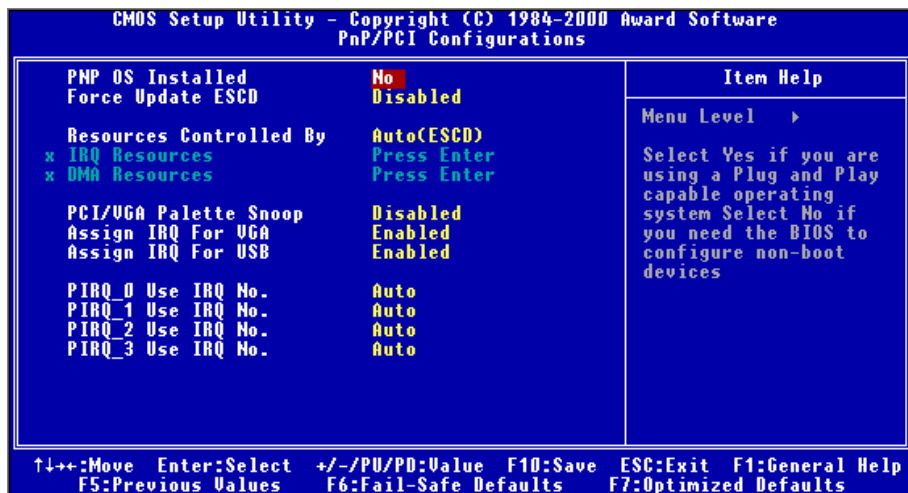 CMOS Setup Utility - Copyright (C) 1984-2000 Award Software
PnP/PCI Configurations
PNP OS Installed No
Force Update ESCD Disabled
Resources Controlled By Auto(ESCD)
x IRQ Resources Press Enter
x DMA Resources Press Enter
PCI/VGA Palette Snoop Disabled
Assign IRQ For VGA Enabled
Assign IRQ For USB Enabled
PIRQ_0 Use IRQ No. Auto
PIRQ_1 Use IRQ No. Auto
PIRQ_2 Use IRQ No. Auto
PIRQ_3 Use IRQ No. Auto
Item Help
Menu Level ▸
Select Yes if you are
using a Plug and Play
capable operating
system Select No if
you need the BIOS to
configure non-boot
devices
↑↓→←:Move Enter:Select +/-/PU/PD:Value F10:Save ESC:Exit F1:General Help
F5:Previous Values F6:Fail-Safe Defaults F7:Optimized Defaults